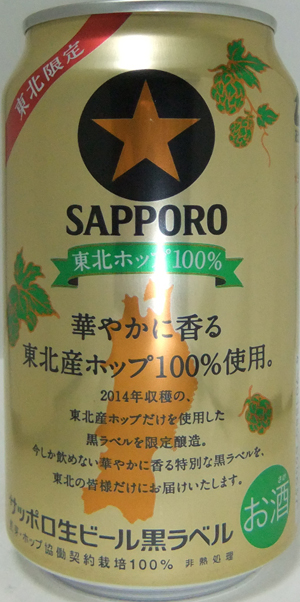 東北限定
SAPPORO
東北ホップ100%
華やかに香る
東北産ホップ100%使用。
2014年収穫の、
東北産ホップだけを使用した
黒ラベルを限定醸造。
今しか飲めない華やかに香る特別な黒ラベルを、
東北の皆様だけにお届けいたします。
サッポロ生ビール黒ラベル
麦芽・ホップ 協働契約栽培100% 非熱処理
お酒